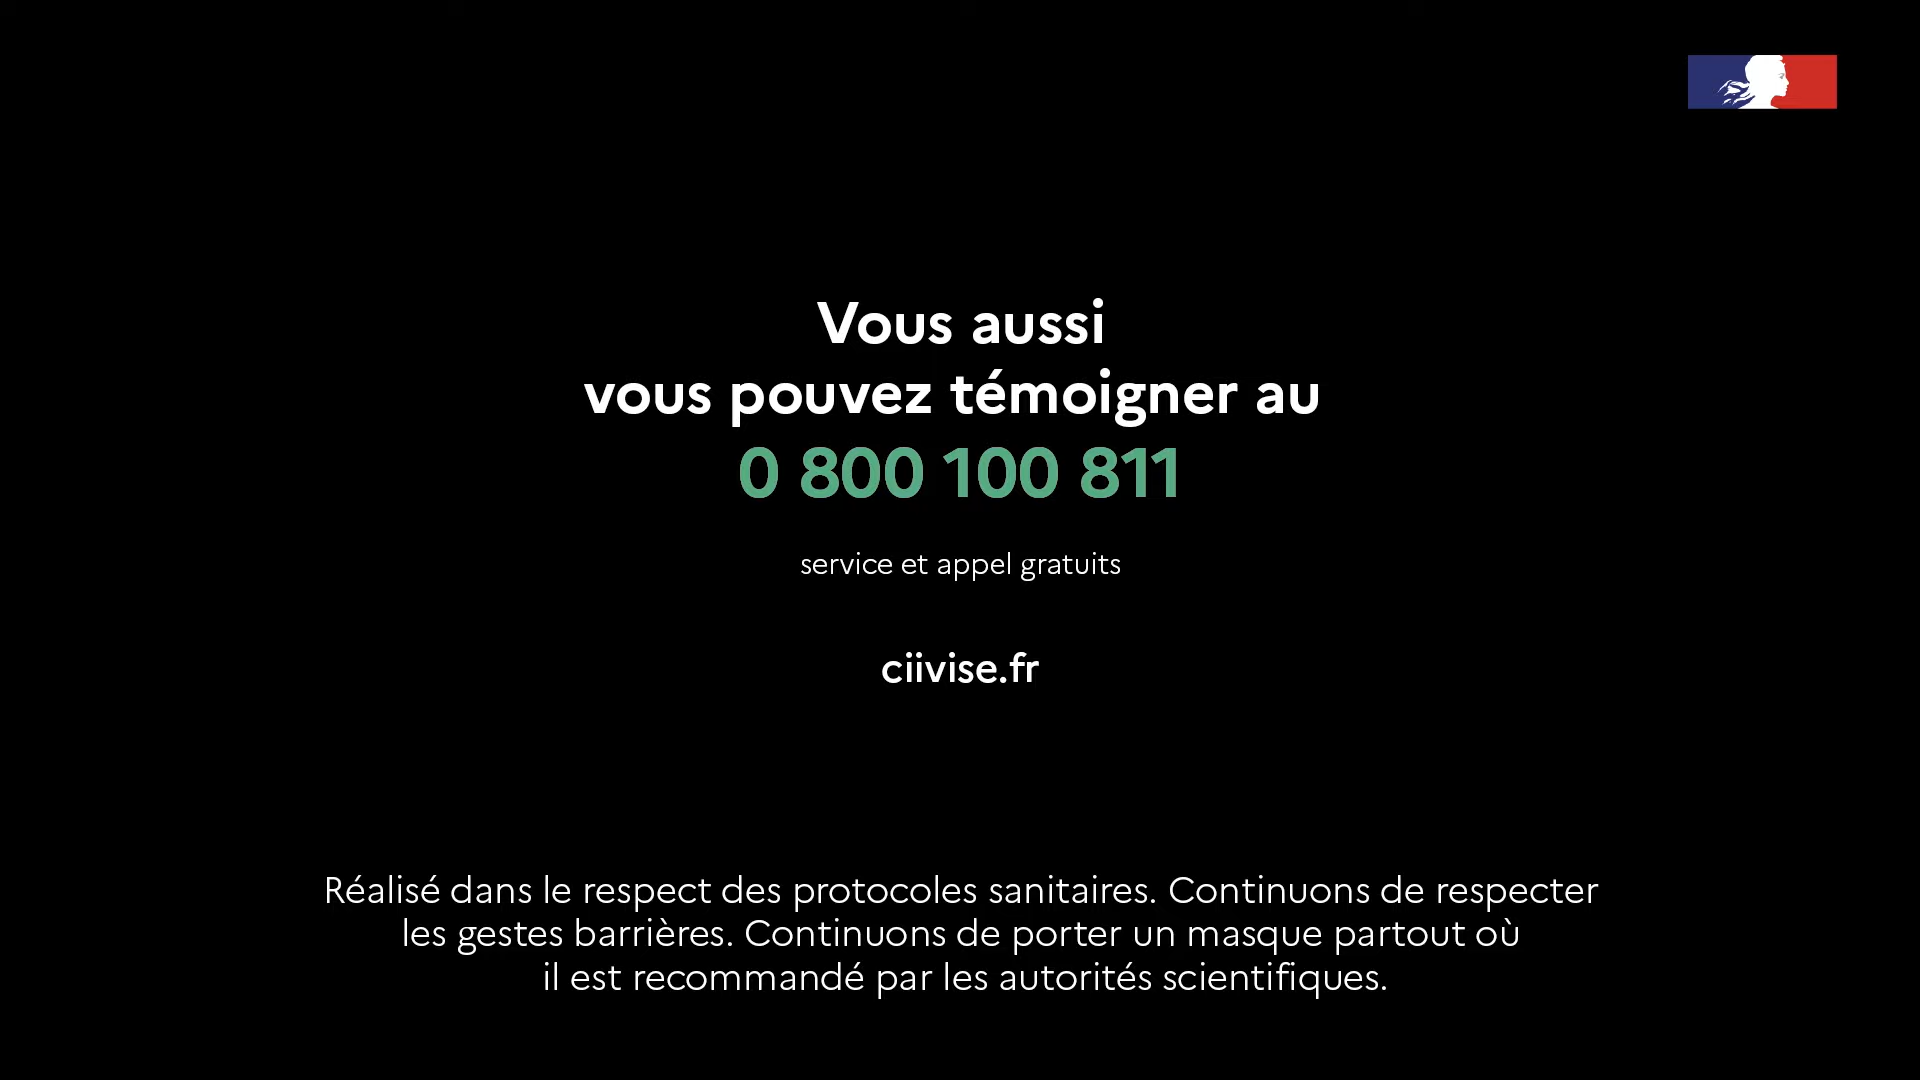 Vous aussi
vous pouvez témoigner au
0 800 100 811
service et appel gratuits
ciivise.fr
Réalisé dans le respect des protocoles sanitaires. Continuons de respecter
les gestes barrières. Continuons de porter un masque partout où
il est recommandé par les autorités scientifiques.